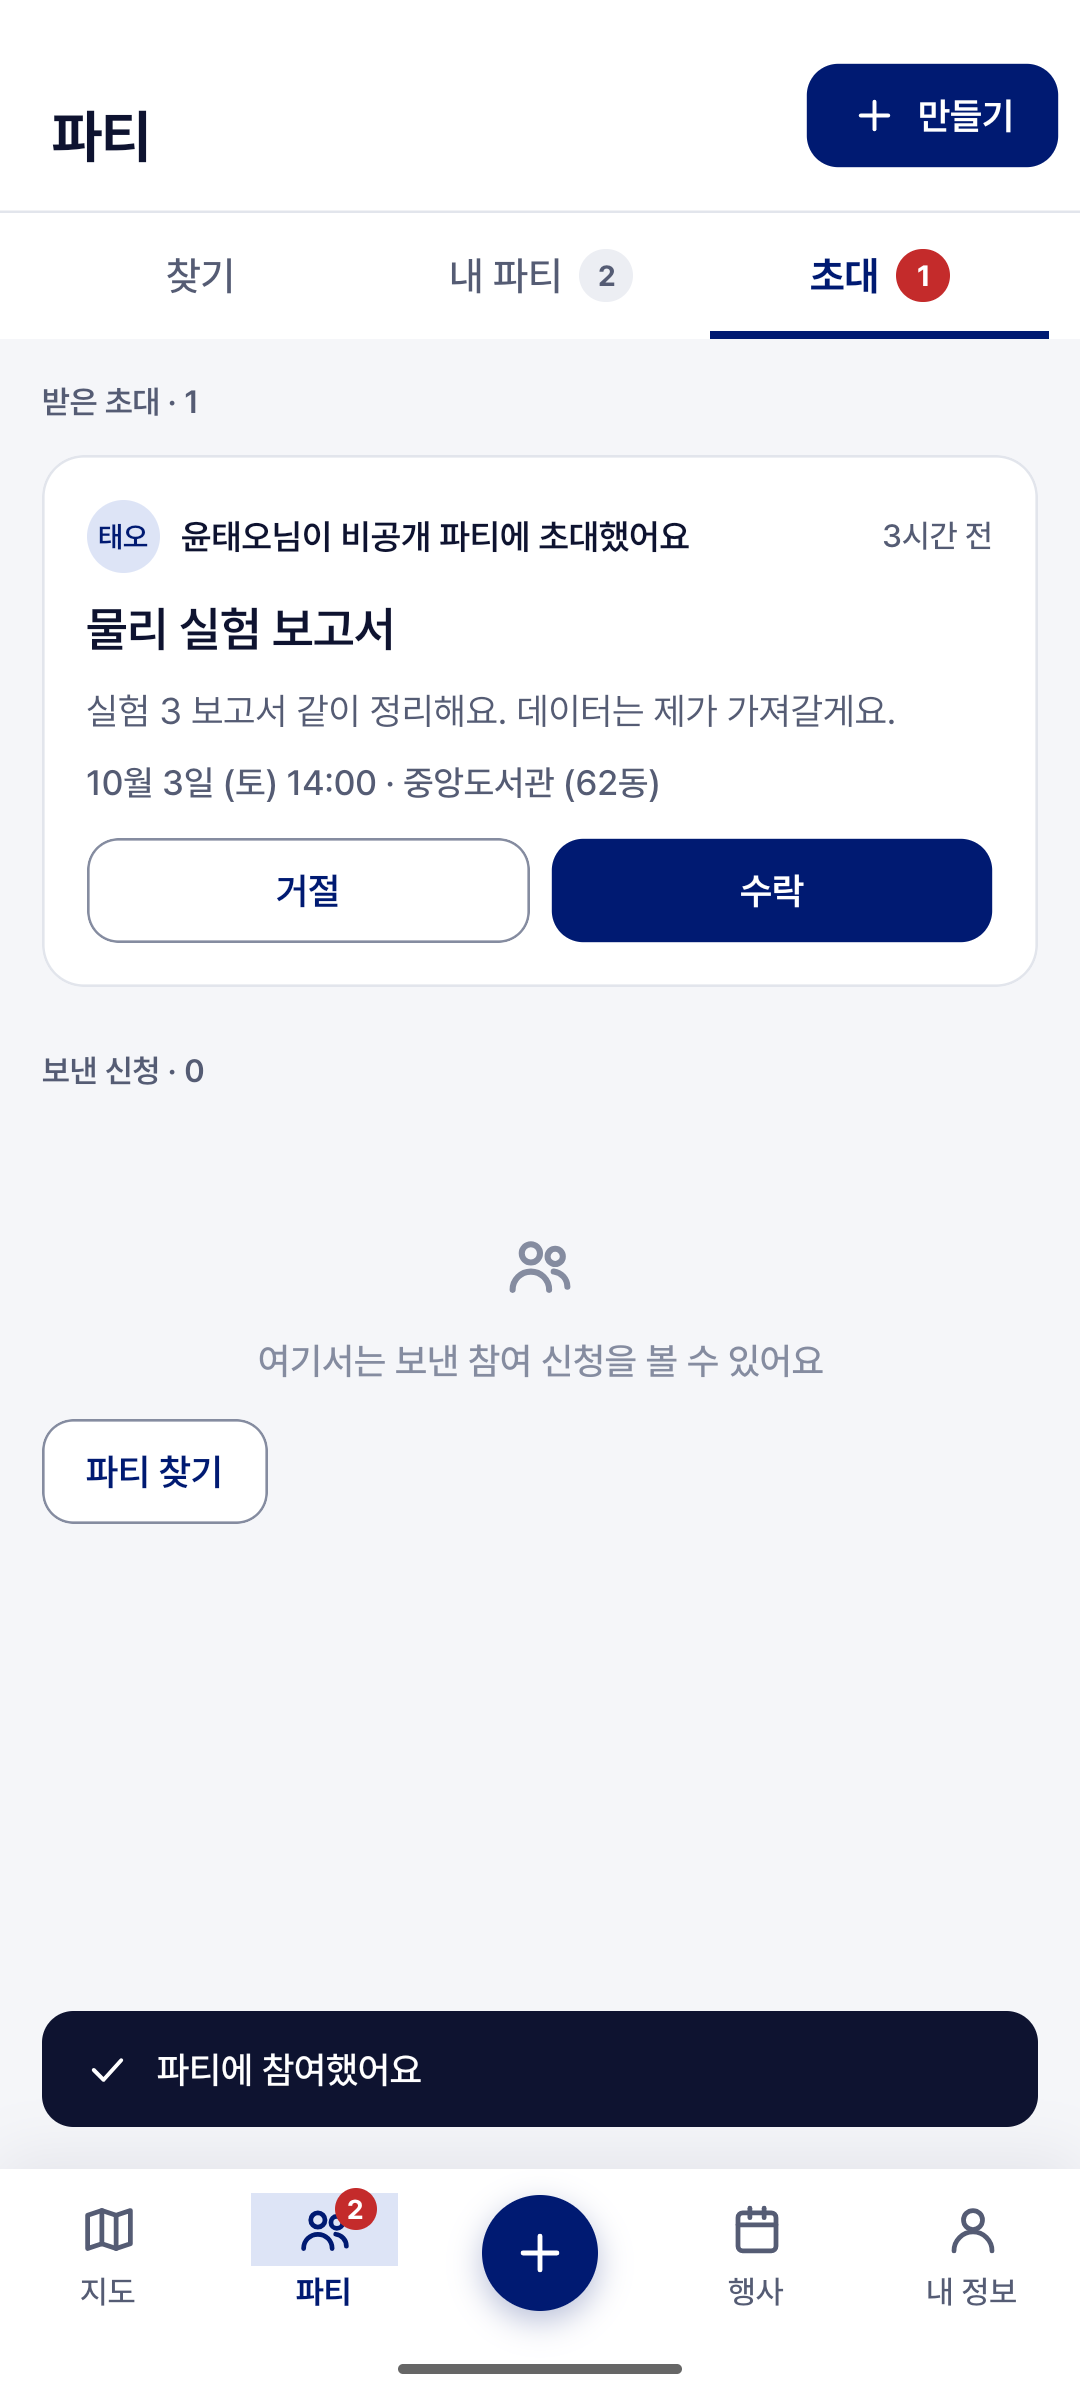 파티
만들기
찾기
내 파티 2
초대 1
받은 초대 · 1
태오 윤태오님이 비공개 파티에 초대했어요 3시간 전
물리 실험 보고서
실험 3 보고서 같이 정리해요. 데이터는 제가 가져갈게요.
10월 3일 (토) 14:00 · 중앙도서관 (62동)
거절
수락
보낸 신청 · 0
여기서는 보낸 참여 신청을 볼 수 있어요
파티 찾기
파티에 참여했어요
지도
2
파티
행사
내 정보